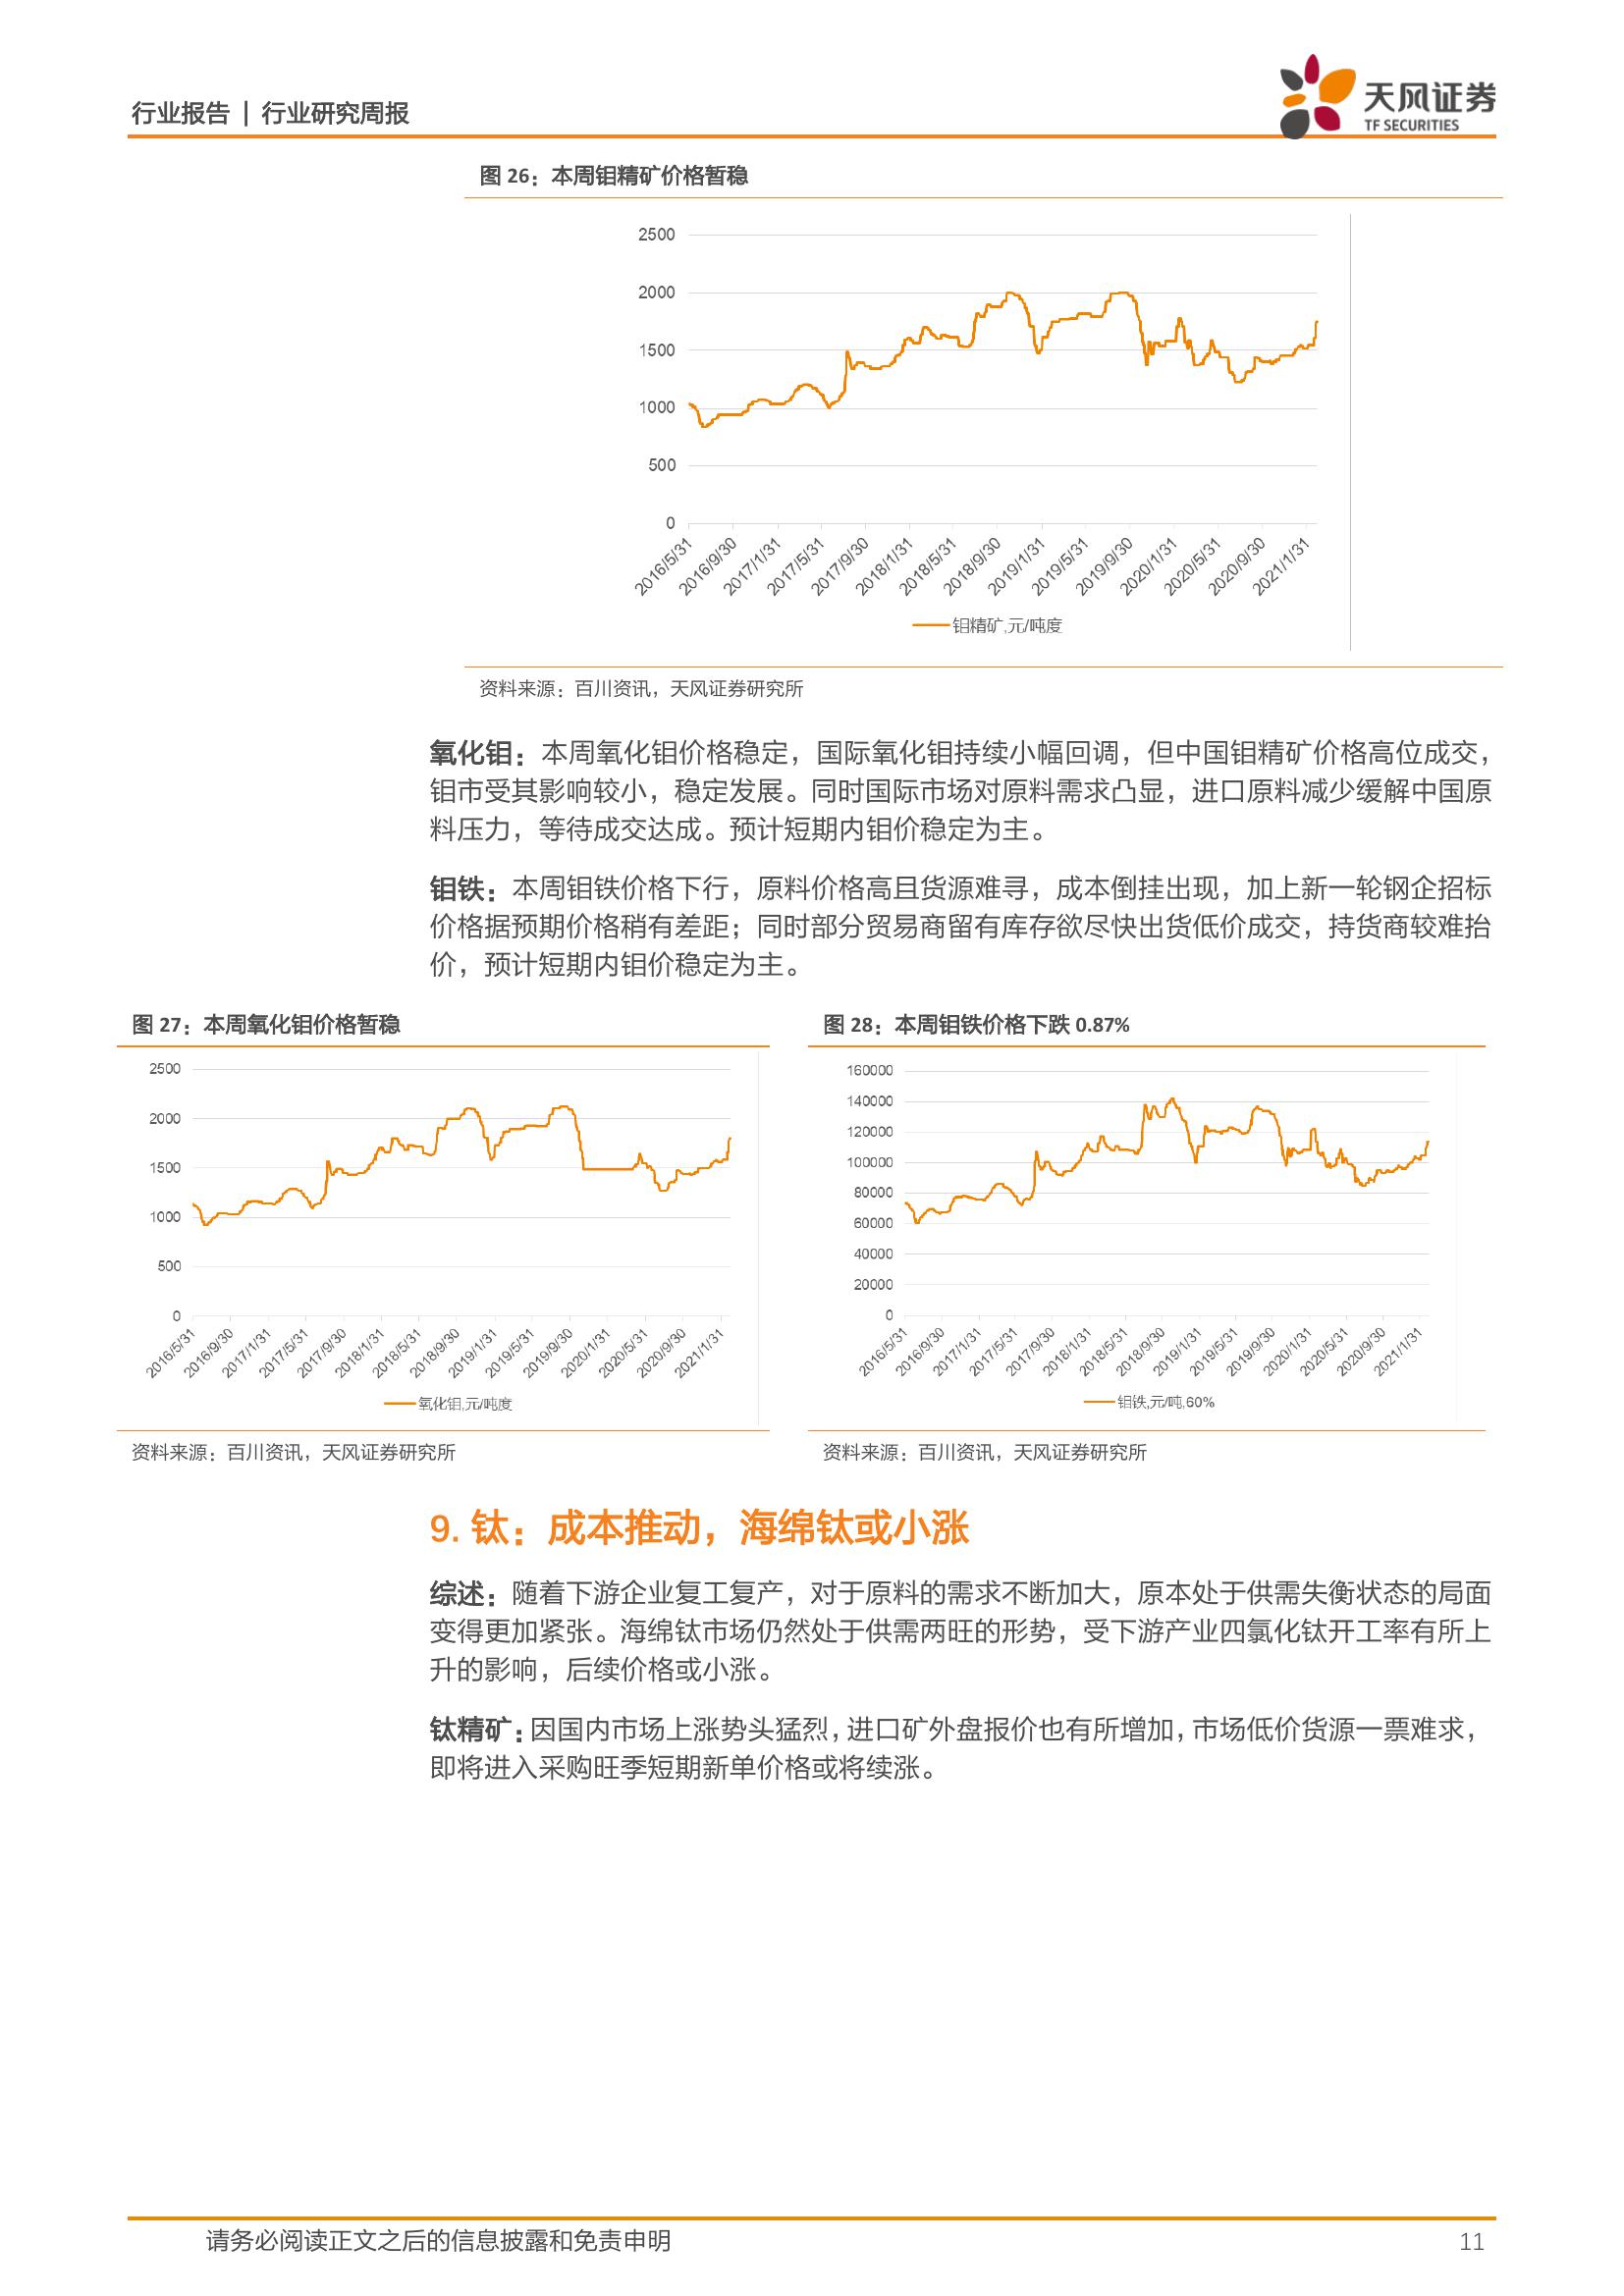 行业报告 | 行业研究周报
天风证券
TF SECURITIES
图 26：本周钼精矿价格暂稳
2500
2000
1500
1000
500
0
2016/5/31
2016/9/30
2017/1/31
2017/5/31
2017/9/30
2018/1/31
2018/5/31
2018/9/30
2019/1/31
2019/5/31
2019/9/30
2020/1/31
2020/5/31
2020/9/30
2021/1/31
钼精矿,元/吨度
资料来源：百川资讯，天风证券研究所
氧化钼：本周氧化钼价格稳定，国际氧化钼持续小幅回调，但中国钼精矿价格高位成交，
钼市受其影响较小，稳定发展。同时国际市场对原料需求凸显，进口原料减少缓解中国原
料压力，等待成交达成。预计短期内钼价稳定为主。
钼铁：本周钼铁价格下行，原料价格高且货源难寻，成本倒挂出现，加上新一轮钢企招标
价格据预期价格稍有差距；同时部分贸易商留有库存欲尽快出货低价成交，持货商较难抬
价，预计短期内钼价稳定为主。
图 27：本周氧化钼价格暂稳
2500
2000
1500
1000
500
0
2016/5/31
2016/9/30
2017/1/31
2017/5/31
2017/9/30
2018/1/31
2018/5/31
2018/9/30
2019/1/31
2019/5/31
2019/9/30
2020/1/31
2020/5/31
2020/9/30
2021/1/31
氧化钼,元/吨度
资料来源：百川资讯，天风证券研究所
图 28：本周钼铁价格下跌 0.87%
160000
140000
120000
100000
80000
60000
40000
20000
0
2016/5/31
2016/9/30
2017/1/31
2017/5/31
2017/9/30
2018/1/31
2018/5/31
2018/9/30
2019/1/31
2019/5/31
2019/9/30
2020/1/31
2020/5/31
2020/9/30
2021/1/31
钼铁,元/吨,60%
资料来源：百川资讯，天风证券研究所
9. 钛：成本推动，海绵钛或小涨
综述：随着下游企业复工复产，对于原料的需求不断加大，原本处于供需失衡状态的局面
变得更加紧张。海绵钛市场仍然处于供需两旺的形势，受下游产业四氯化钛开工率有所上
升的影响，后续价格或小涨。
钛精矿：因国内市场上涨势头猛烈，进口矿外盘报价也有所增加，市场低价货源一票难求，
即将进入采购旺季短期新单价格或将续涨。
请务必阅读正文之后的信息披露和免责申明
11